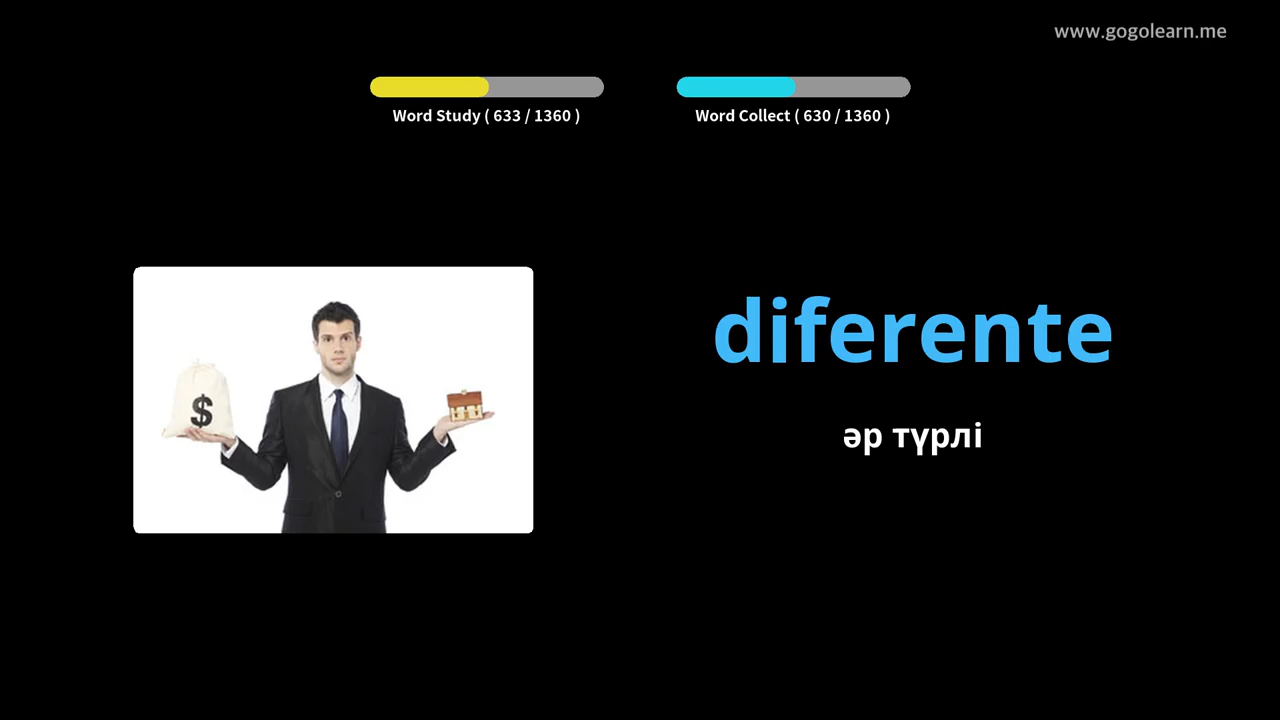 www.gogolearn.me
Word Study ( 633 / 1360 )
Word Collect ( 630 / 1360 )
$
diferente
әр түрлі